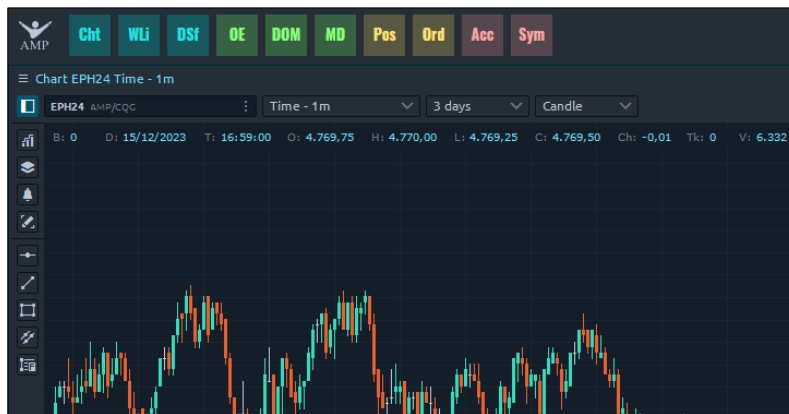 AMP Cht WLi DSf OE DOM MD Pos Ord Acc Sym
Chart EPH24 Time - 1m
EPH24 AMP/CQG Time - 1m 3 days Candle
B: 0 D: 15/12/2023 T: 16:59:00 O: 4.769,75 H: 4.770,00 L: 4.769,25 C: 4.769,50 Ch: -0,01 Tk: 0 V: 6.332